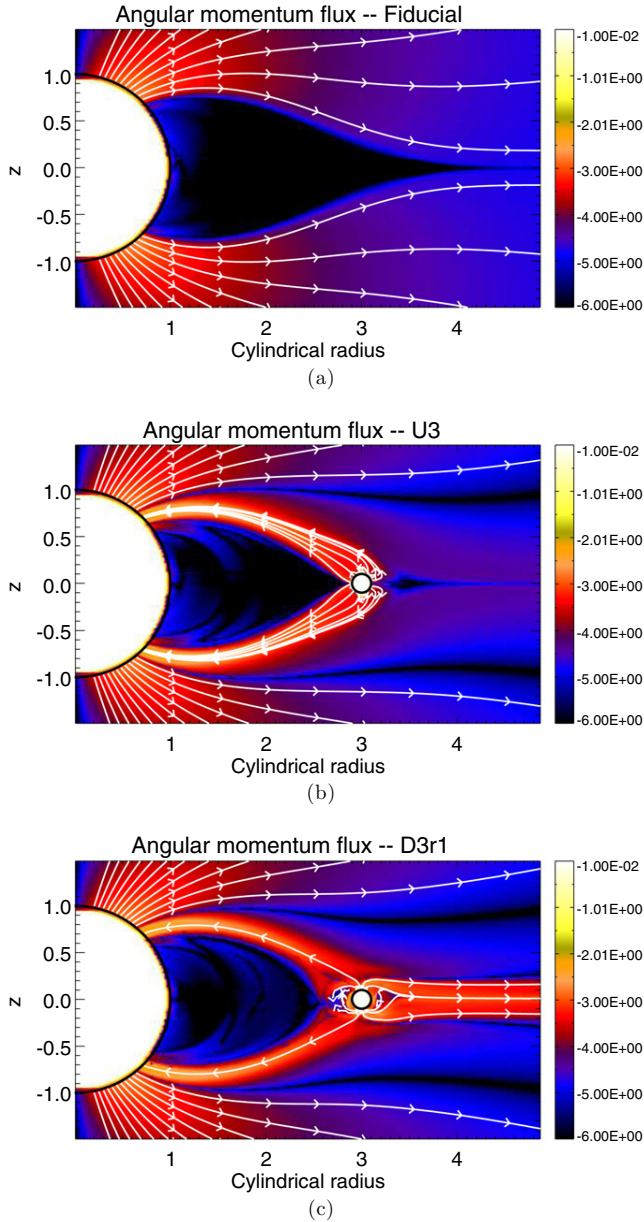 Angular momentum flux -- Fiducial
1.0
0.5
0.0
-0.5
-1.0
z
1 2 3 4
Cylindrical radius
-1.00E-02
-1.01E+00
-2.01E+00
-3.00E+00
-4.00E+00
-5.00E+00
-6.00E+00
(a)
Angular momentum flux -- U3
1.0
0.5
0.0
-0.5
-1.0
z
1 2 3 4
Cylindrical radius
-1.00E-02
-1.01E+00
-2.01E+00
-3.00E+00
-4.00E+00
-5.00E+00
-6.00E+00
(b)
Angular momentum flux -- D3r1
1.0
0.5
0.0
-0.5
-1.0
z
1 2 3 4
Cylindrical radius
-1.00E-02
-1.01E+00
-2.01E+00
-3.00E+00
-4.00E+00
-5.00E+00
-6.00E+00
(c)